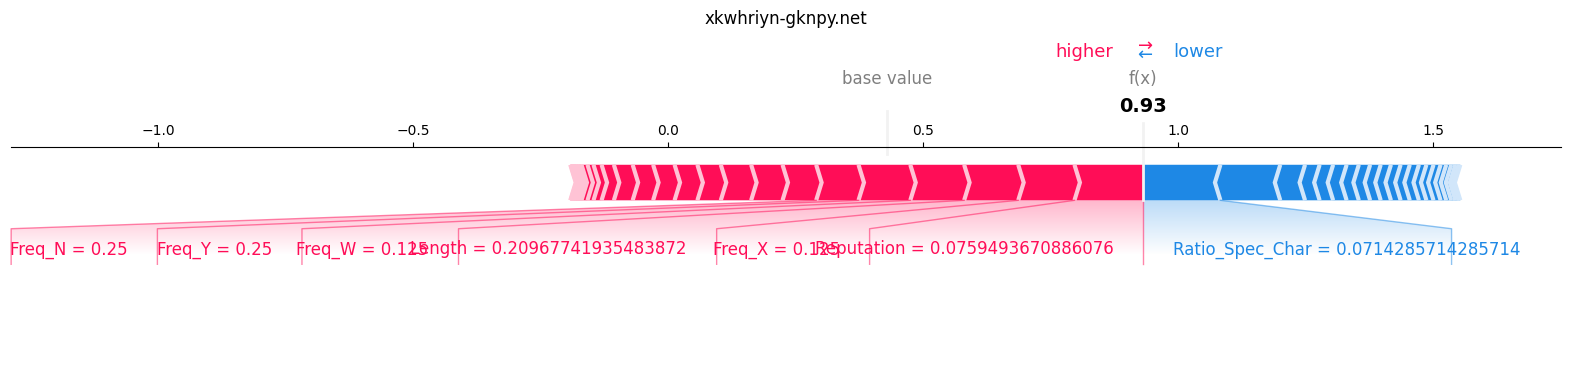 xkwhriyn-gknpy.net
higher ⇄ lower
base value f(x)
0.93
−1.0 −0.5 0.0 0.5 1.0 1.5
Freq_N = 0.25 Freq_Y = 0.25 Freq_W = 0.125 Length = 0.20967741935483872 Freq_X = 0.125 Reputation = 0.0759493670886076 Ratio_Spec_Char = 0.0714285714285714